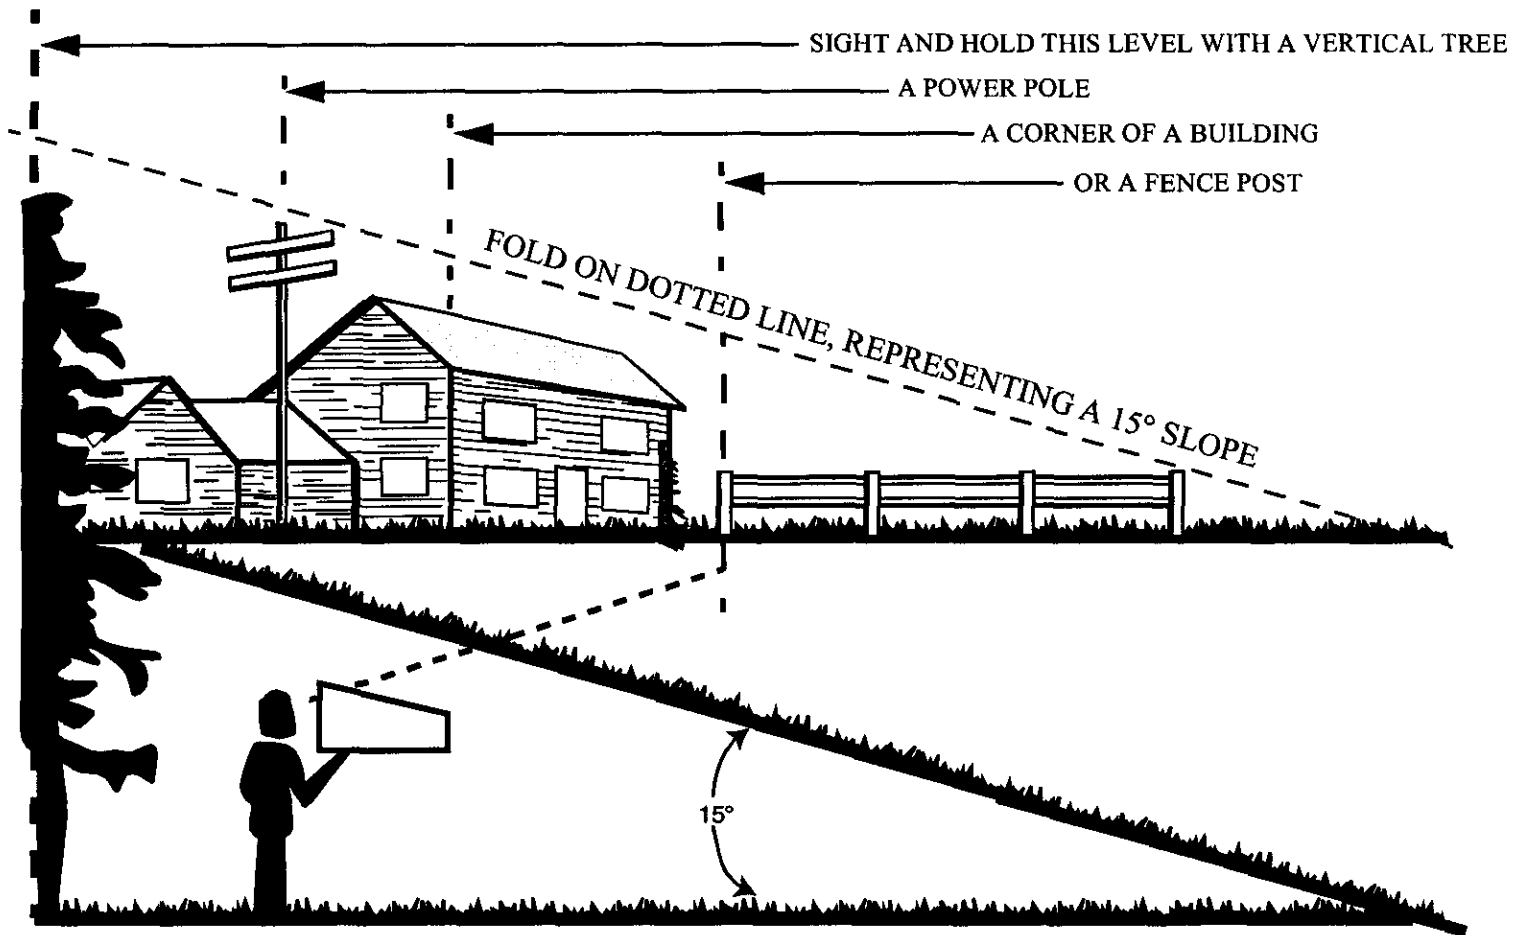 SIGHT AND HOLD THIS LEVEL WITH A VERTICAL TREE
A POWER POLE
A CORNER OF A BUILDING
OR A FENCE POST
FOLD ON DOTTED LINE, REPRESENTING A 15° SLOPE
15°